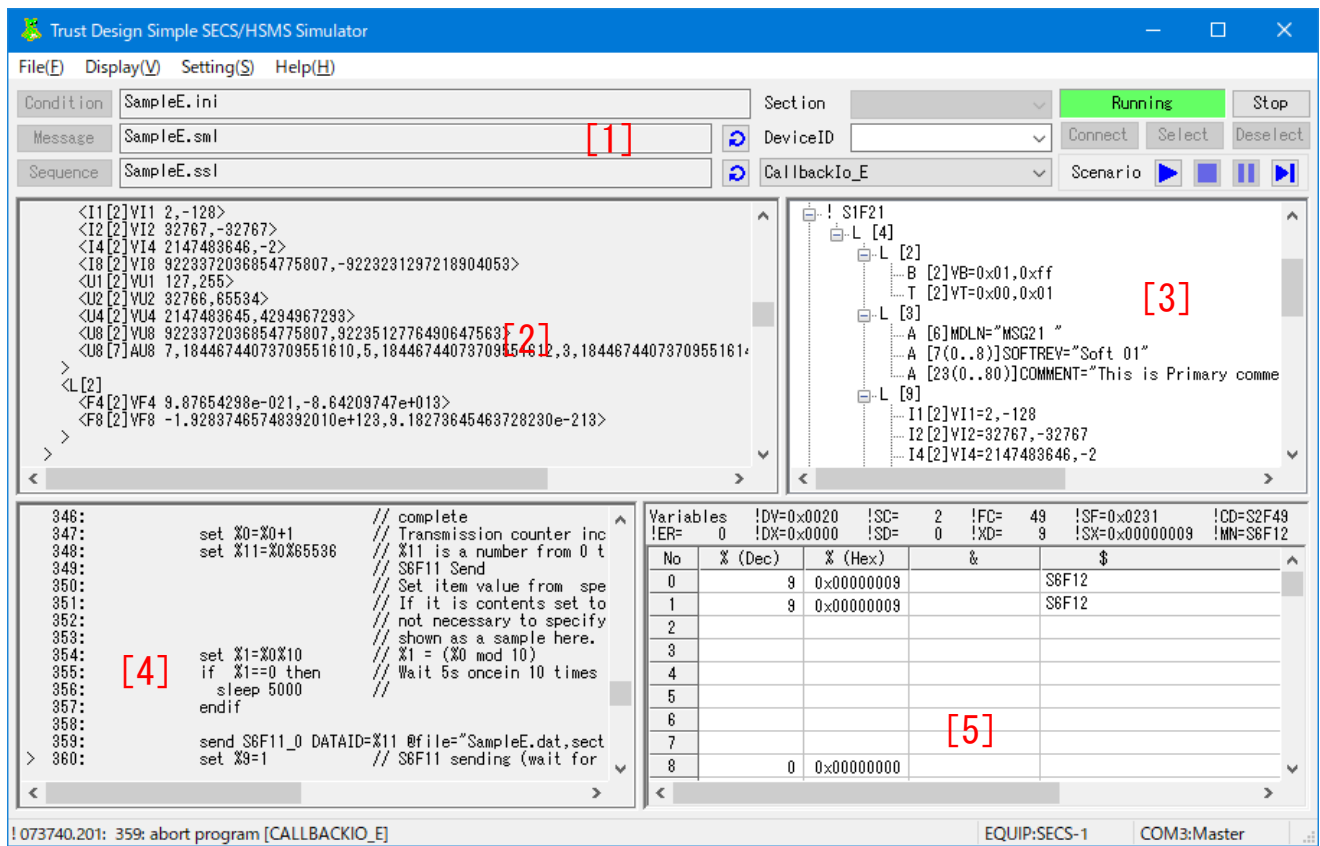 Trust Design Simple SECS/HSMS Simulator
File(F) Display(V) Setting(S) Help(H)
Condition SampleE.ini Section Running Stop
Message SampleE.sml [1] DeviceID Connect Select Deselect
Sequence SampleE.ssl CallbackIo_E Scenario
<I1[2]VI1 2,-128>
<I2[2]VI2 32767,-32767>
<I4[2]VI4 2147483646,-2>
<I8[2]VI8 9223372036854775807,-9223231297218904053>
<U1[2]VU1 127,255>
<U2[2]VU2 32766,65534>
<U4[2]VU4 2147483645,4294967293>
<U8[2]VU8 9223372036854775807,9223512776490647563>
[2]
<U8[7]AU8 7,18446744073709551610,5,18446744073709551612,3,1844674407370955161
>
<L[2]
<F4[2]VF4 9.87654298e-021,-8.64209747e+013>
<F8[2]VF8 -1.92837465748392010e+123,9.18273645463728230e-213>
>
>
! S1F21
L [4]
L [2]
B [2]VB=0x01,0xff
T [2]VT=0x00,0x01
[3]
L [3]
A [6]MDLN="MSG21 "
A [7(0..8)]SOFTREV="Soft 01"
A [23(0..80)]COMMENT="This is Primary comme
L [9]
I1[2]VI1=2,-128
I2[2]VI2=32767,-32767
I4[2]VI4=2147483646,-2
346: // complete
347: set %0=%0+1 // Transmission counter inc
348: set %11=%0%65536 // %11 is a number from 0 t
349: // S6F11 Send
350: // Set item value from spe
351: // If it is contents set to
352: // not necessary to specify
353: // shown as a sample here.
354: set %1=%0%10 // %1 = (%0 mod 10)
355: if %1==0 then // Wait 5s oncein 10 times
356: sleep 5000 //
357: endif
358:
359: send S6F11_0 DATAID=%11 @file="SampleE.dat,sect
> 360: set %9=1 // S6F11 sending (wait for
[4]
Variables !DV=0x0020 !SC= 2 !FC= 49 !SF=0x0231 !CD=S2F49
!ER= 0 !DX=0x0000 !SD= 0 !XD= 9 !SX=0x00000009 !MN=S6F12
No % (Dec) % (Hex) & $
0 9 0x00000009 S6F12
1 9 0x00000009 S6F12
2
3
4
5
6
7
8 0 0x00000000
[5]
! 073740.201: 359: abort program [CALLBACKIO_E] EQUIP:SECS-1 COM3:Master